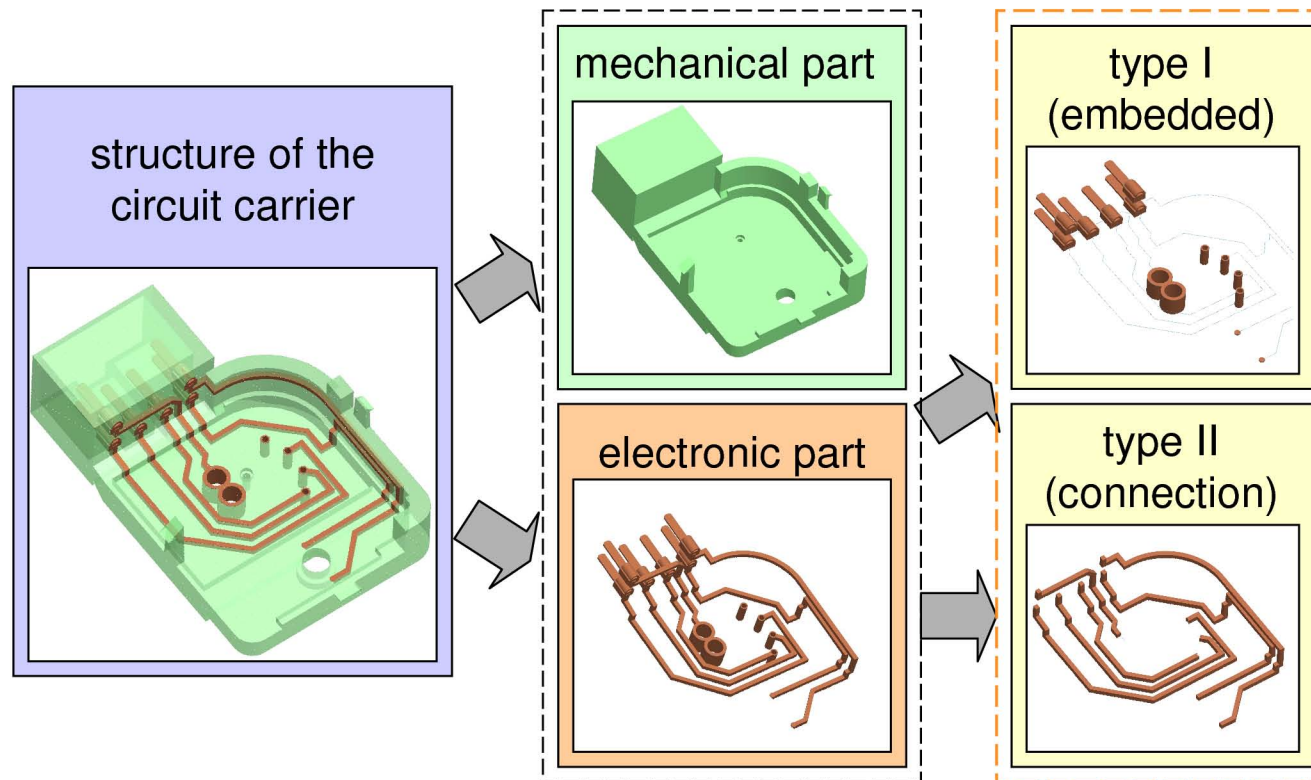 structure of the
circuit carrier
mechanical part
electronic part
type I
(embedded)
type II
(connection)